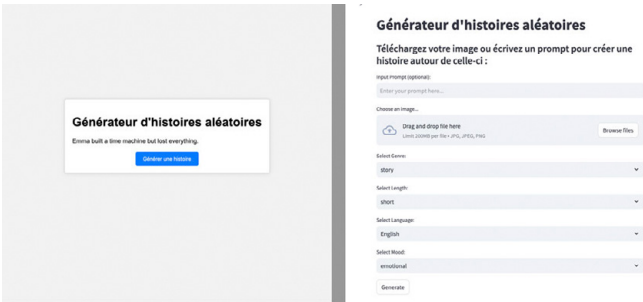 Générateur d'histoires aléatoires
Emma built a time machine but lost everything.
Générer une histoire
Générateur d'histoires aléatoires
Téléchargez votre image ou écrivez un prompt pour créer une
histoire autour de celle-ci :
Input Prompt (optional):
Enter your prompt here...
Choose an image...
Drag and drop file here
Limit 200MB per file • JPG, JPEG, PNG
Browse files
Select Genre:
story
Select Length:
short
Select Language:
English
Select Mood:
emotional
Generate